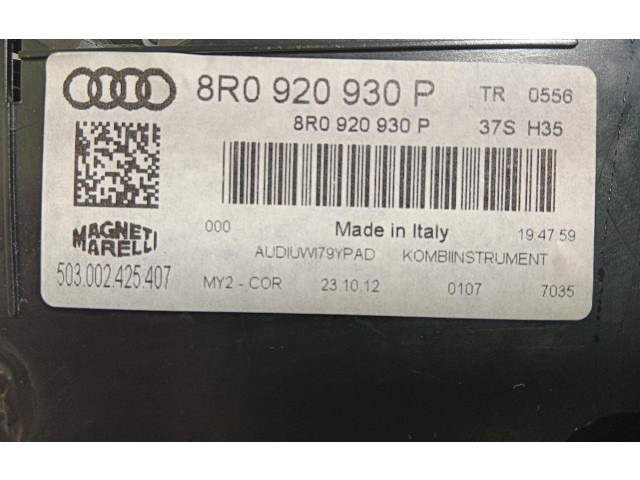 8R0 920 930 P TR 0556
8R0 920 930 P 37S H35
000 Made in Italy 19:47:59
MAGNETI
MARELLI
AUDIUWI79YPAD KOMBIINSTRUMENT
503.002.425.407
MY2 - COR 23.10.12 0107 7035